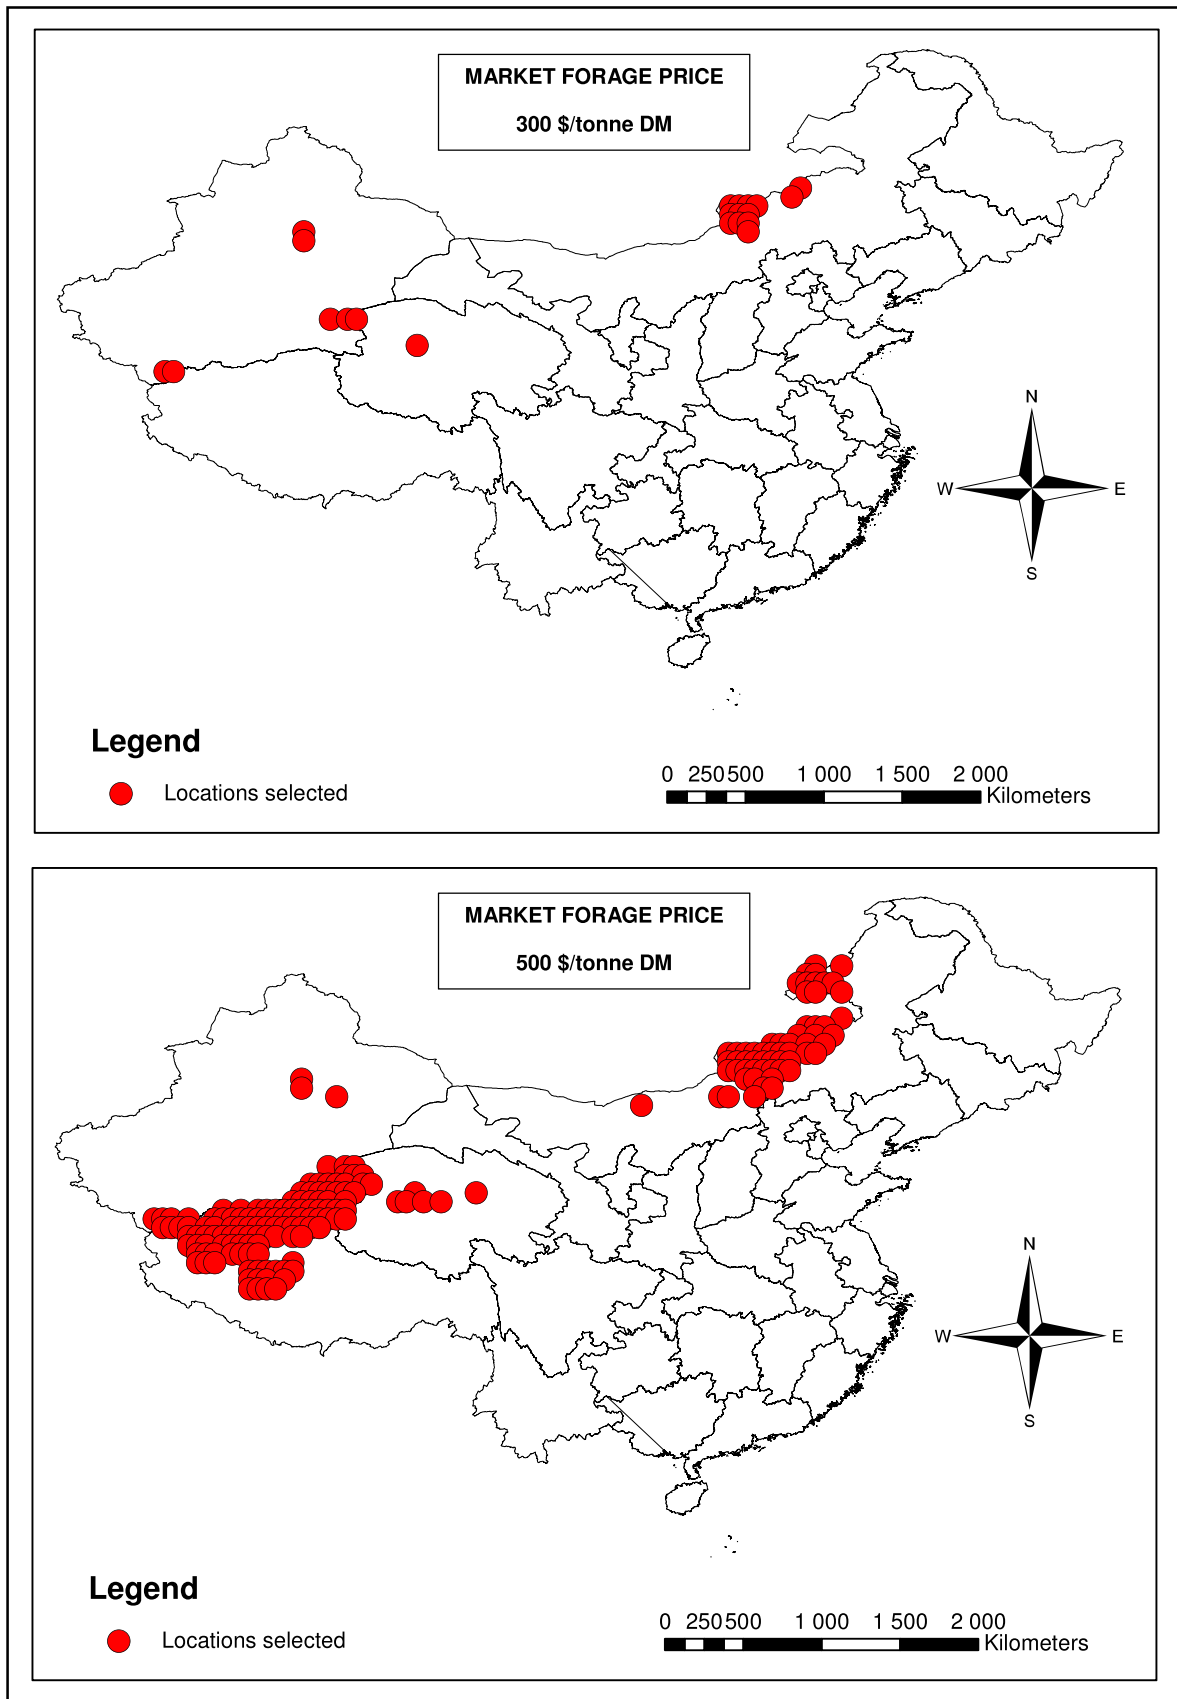 MARKET FORAGE PRICE
300 $/tonne DM
N
W
E
S
Legend
Locations selected
0 250 500 1 000 1 500 2 000
Kilometers
MARKET FORAGE PRICE
500 $/tonne DM
N
W
E
S
Legend
Locations selected
0 250 500 1 000 1 500 2 000
Kilometers